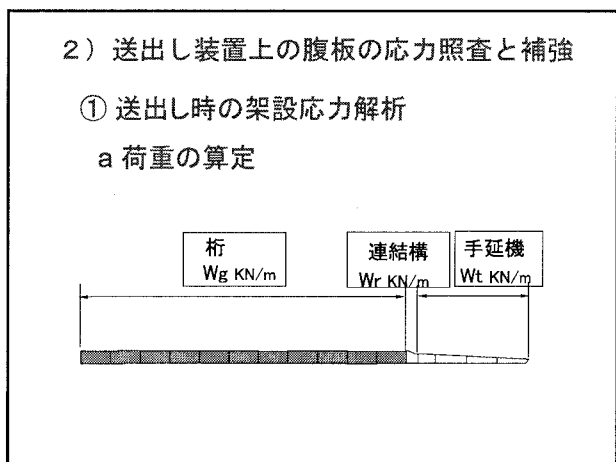 2) 送出し装置上の腹板の応力照査と補強
① 送出し時の架設応力解析
a 荷重の算定
桁
Wg KN/m
連結構
Wr KN/m
手延機
Wt KN/m